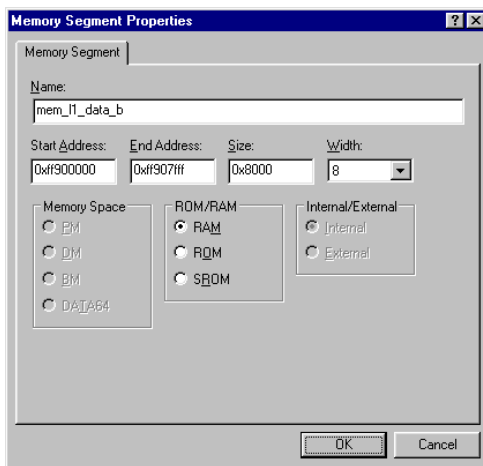 Memory Segment Properties
Memory Segment
Name:
mem_l1_data_b
Start Address: End Address: Size: Width:
0xff900000 0xff907fff 0x8000 8
Memory Space ROM/RAM Internal/External
PM RAM Internal
DM ROM External
BM SROM
DATA64
OK Cancel